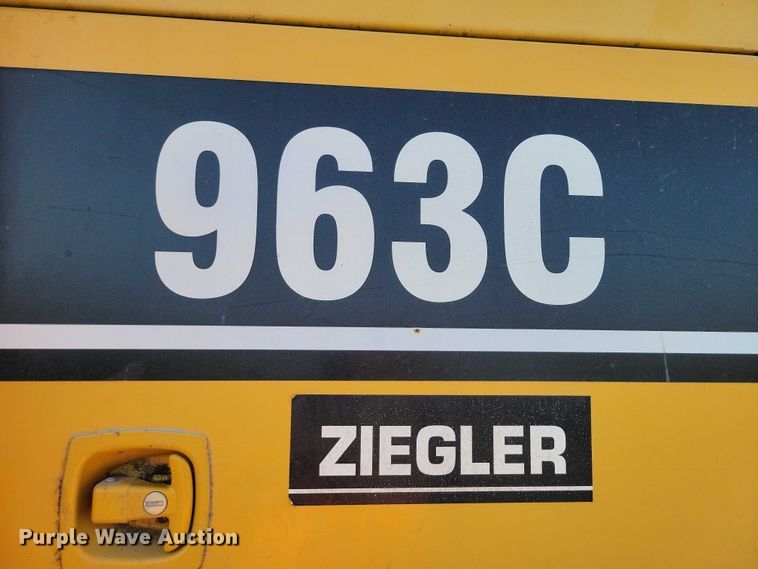 963C
ZIEGLER
Purple Wave Auction